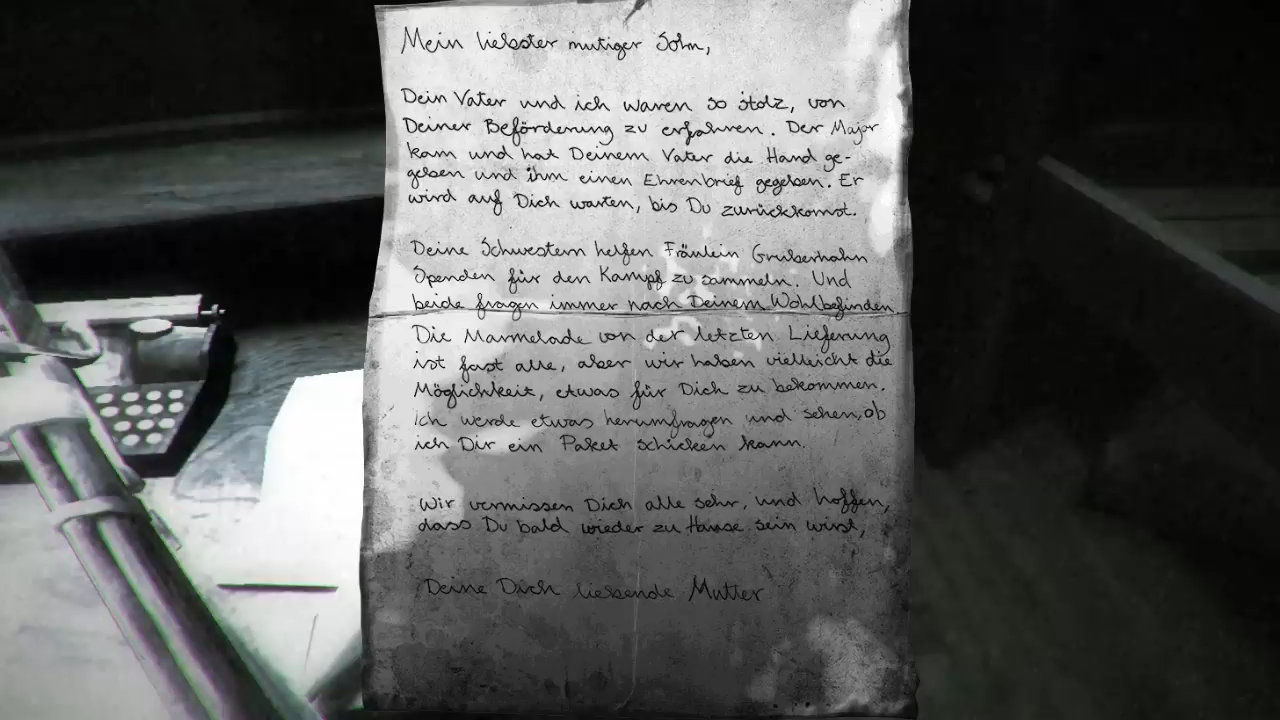 Mein liebster mutiger Sohn,
Dein Vater und ich waren so stolz, von
Deiner Beförderung zu erfahren. Der Major
kam und hat Deinem Vater die Hand ge-
geben und ihm einen Ehrenbrief gegeben. Er
wird auf Dich warten, bis Du zurückkomst.
Deine Schwestern helfen Fräulein Gruberhahn
Spenden für den Kampf zu sammeln. Und
beide fragen immer nach Deinem Wohlbefinden
Die Marmelade von der letzten Lieferung
ist fast alle, aber wir haben vielleicht die
Möglichkeit, etwas für Dich zu bekommen.
Ich werde etwas herumfragen und sehen, ob
ich Dir ein Paket schicken kann.
Wir vermissen Dich alle sehr, und hoffen,
dass Du bald wieder zu Hause sein wirst,
Deine Dich liebende Mutter